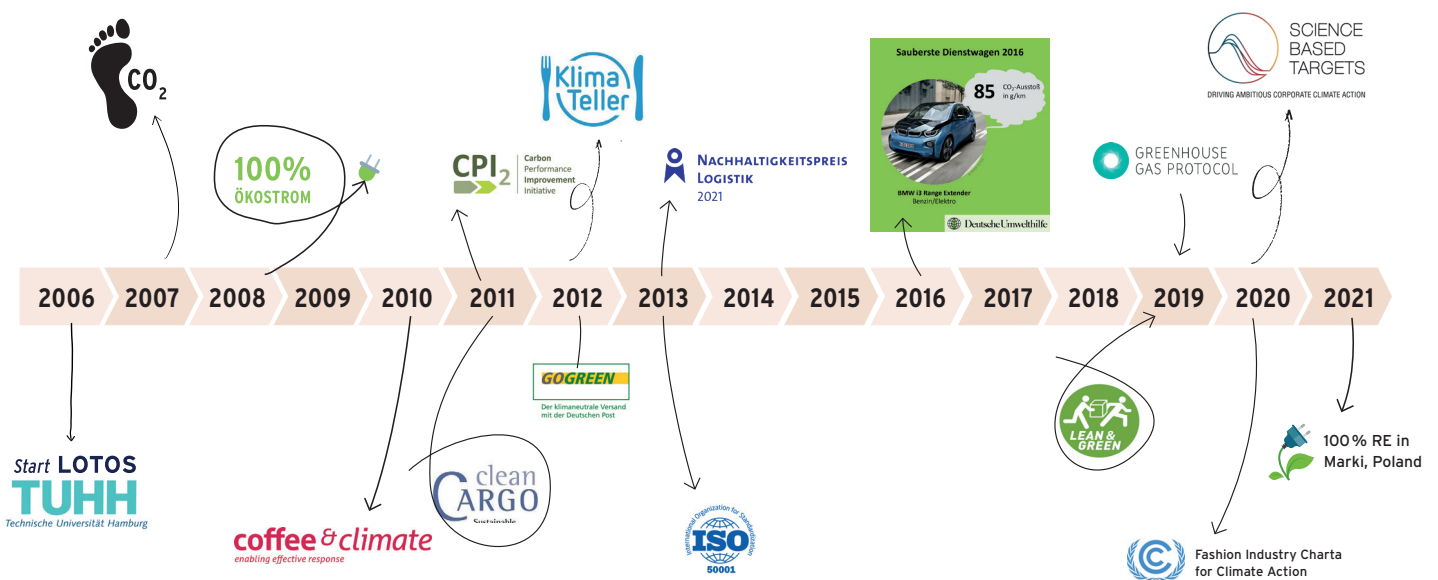 CO2
100%
ÖKOSTROM
CPI2
Carbon
Performance
Improvement
Initiative
Klima
Teller
NACHHALTIGKEITSPREIS
LOGISTIK
2021
Sauberste Dienstwagen 2016
85
CO2-Ausstoß
in g/km
BMW i3 Range Extender
Benzin/Elektro
Deutsche Umwelthilfe
GREENHOUSE
GAS PROTOCOL
SCIENCE
BASED
TARGETS
DRIVING AMBITIOUS CORPORATE CLIMATE ACTION
2006 2007 2008 2009 2010 2011 2012 2013 2014 2015 2016 2017 2018 2019 2020 2021
Start LOTOS
TUHH
Technische Universität Hamburg
coffee & climate
enabling effective response
clean
CARGO
Sustainable
GOGREEN
Der klimaneutrale Versand
mit der Deutschen Post
International Organization for Standardization
ISO
50001
LEAN &
GREEN
Fashion Industry Charta
for Climate Action
100% RE in
Marki, Poland